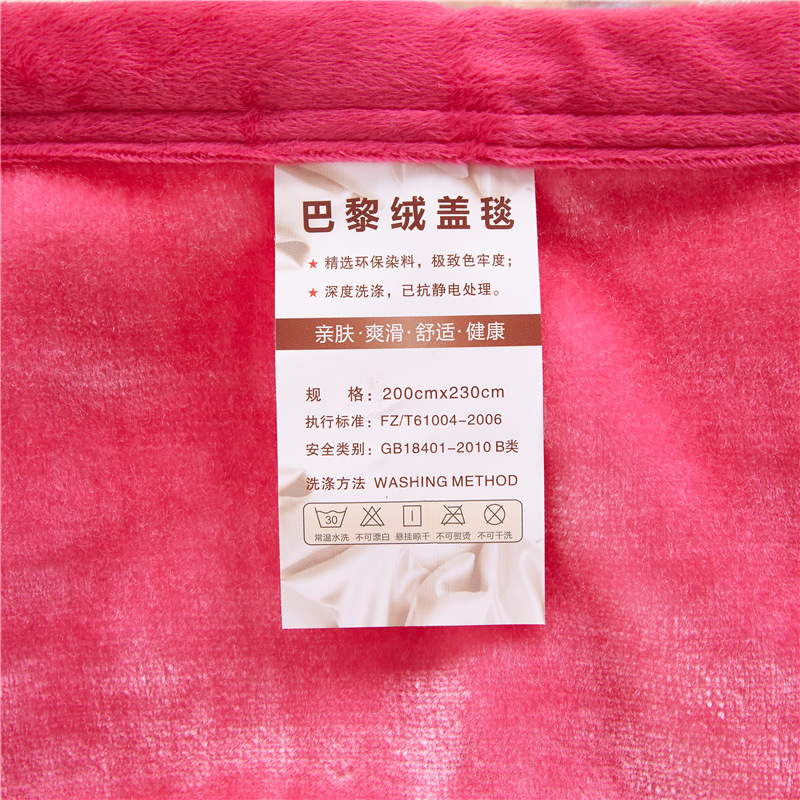 巴黎绒盖毯
★ 精选环保染料，极致色牢度；
★ 深度洗涤，已抗静电处理。
亲肤·爽滑·舒适·健康
规 格：200cmx230cm
执行标准：FZ/T61004-2006
安全类别：GB18401-2010 B类
洗涤方法 WASHING METHOD
30
常温水洗 不可漂白 悬挂晾干 不可熨烫 不可干洗